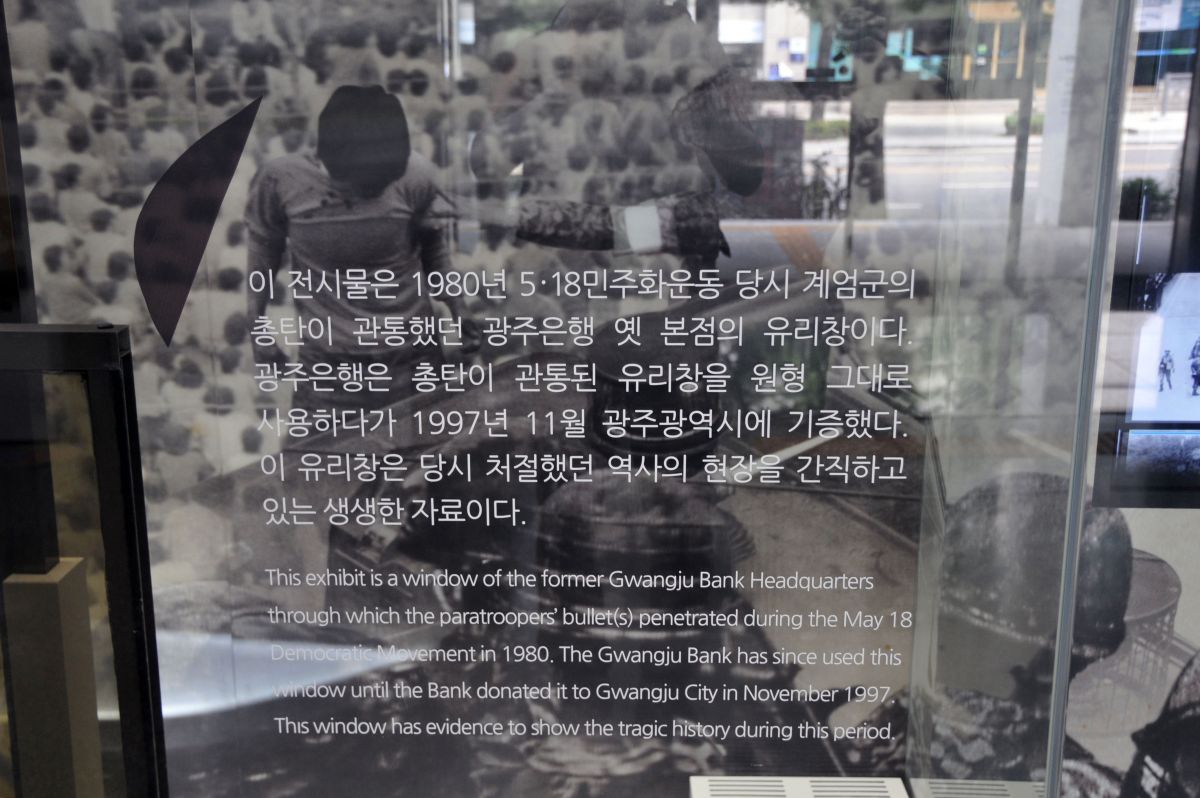 이 전시물은 1980년 5·18민주화운동 당시 계엄군의
총탄이 관통했던 광주은행 옛 본점의 유리창이다.
광주은행은 총탄이 관통된 유리창을 원형 그대로
사용하다가 1997년 11월 광주광역시에 기증했다.
이 유리창은 당시 처절했던 역사의 현장을 간직하고
있는 생생한 자료이다.
This exhibit is a window of the former Gwangju Bank Headquarters
through which the paratroopers' bullet(s) penetrated during the May 18
Democratic Movement in 1980. The Gwangju Bank has since used this
window until the Bank donated it to Gwangju City in November 1997.
This window has evidence to show the tragic history during this period.